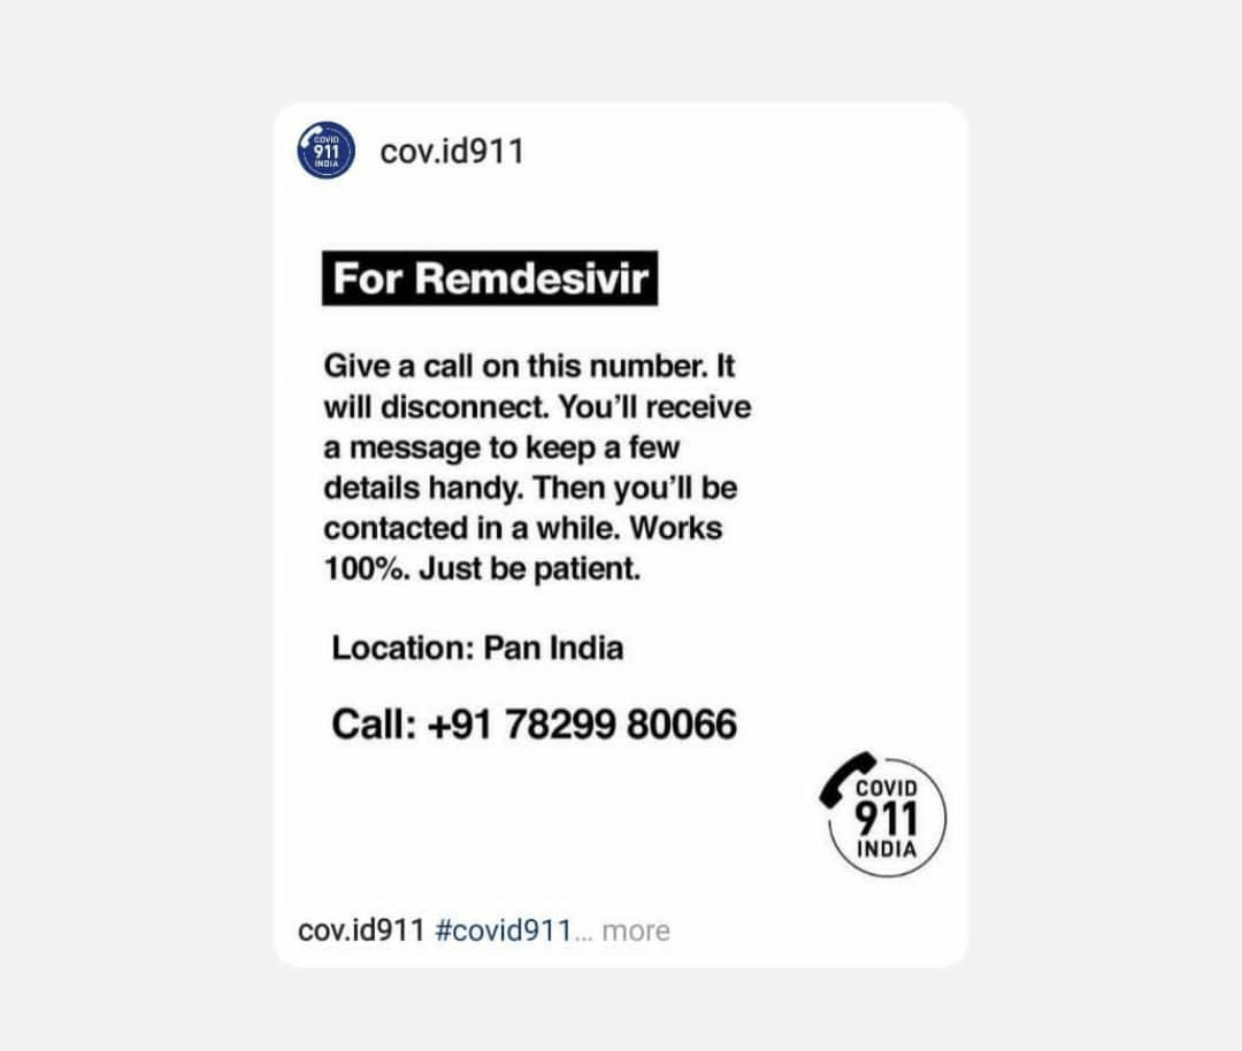 COVID
911
INDIA
cov.id911
For Remdesivir
Give a call on this number. It
will disconnect. You'll receive
a message to keep a few
details handy. Then you'll be
contacted in a while. Works
100%. Just be patient.
Location: Pan India
Call: +91 78299 80066
COVID
911
INDIA
cov.id911 #covid911... more